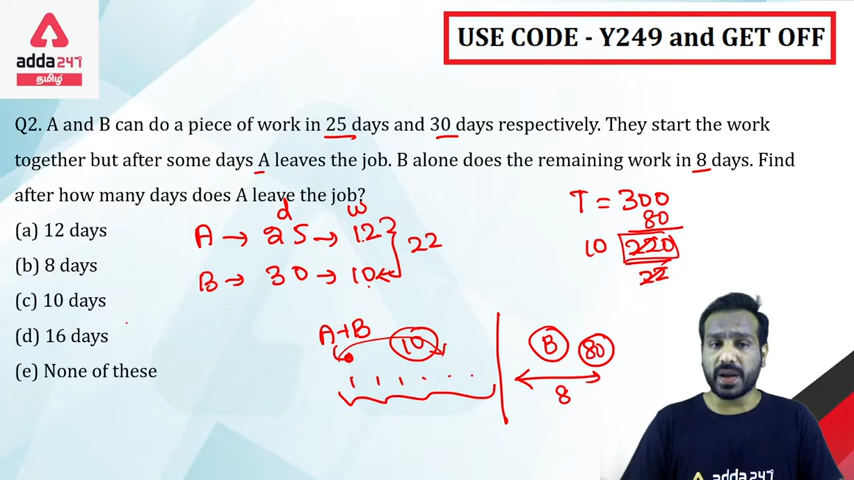 USE CODE - Y249 and GET OFF
adda247
தமிழ்
Q2. A and B can do a piece of work in 25 days and 30 days respectively. They start the work
together but after some days A leaves the job. B alone does the remaining work in 8 days. Find
after how many days does A leave the job?
(a) 12 days
(b) 8 days
(c) 10 days
(d) 16 days
(e) None of these
d w
A → 25 → 12
B → 30 → 10
22
T = 300
80
10 220
22
A+B 10
B 80
8
adda247